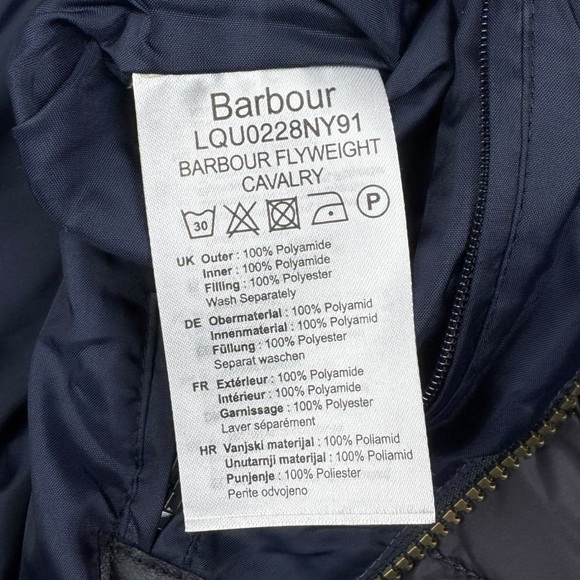 Barbour
LQU0228NY91
BARBOUR FLYWEIGHT
CAVALRY
30 P
UK Outer : 100% Polyamide
Inner : 100% Polyamide
Filling : 100% Polyester
Wash Separately
DE Obermaterial : 100% Polyamid
Innenmaterial : 100% Polyamid
Füllung : 100% Polyester
Separat waschen
FR Extérieur : 100% Polyamide
Intérieur : 100% Polyamide
Garnissage : 100% Polyester
Laver séparément
HR Vanjski materijal : 100% Poliamid
Unutarnji materijal : 100% Poliamid
Punjenje : 100% Poliester
Perite odvojeno